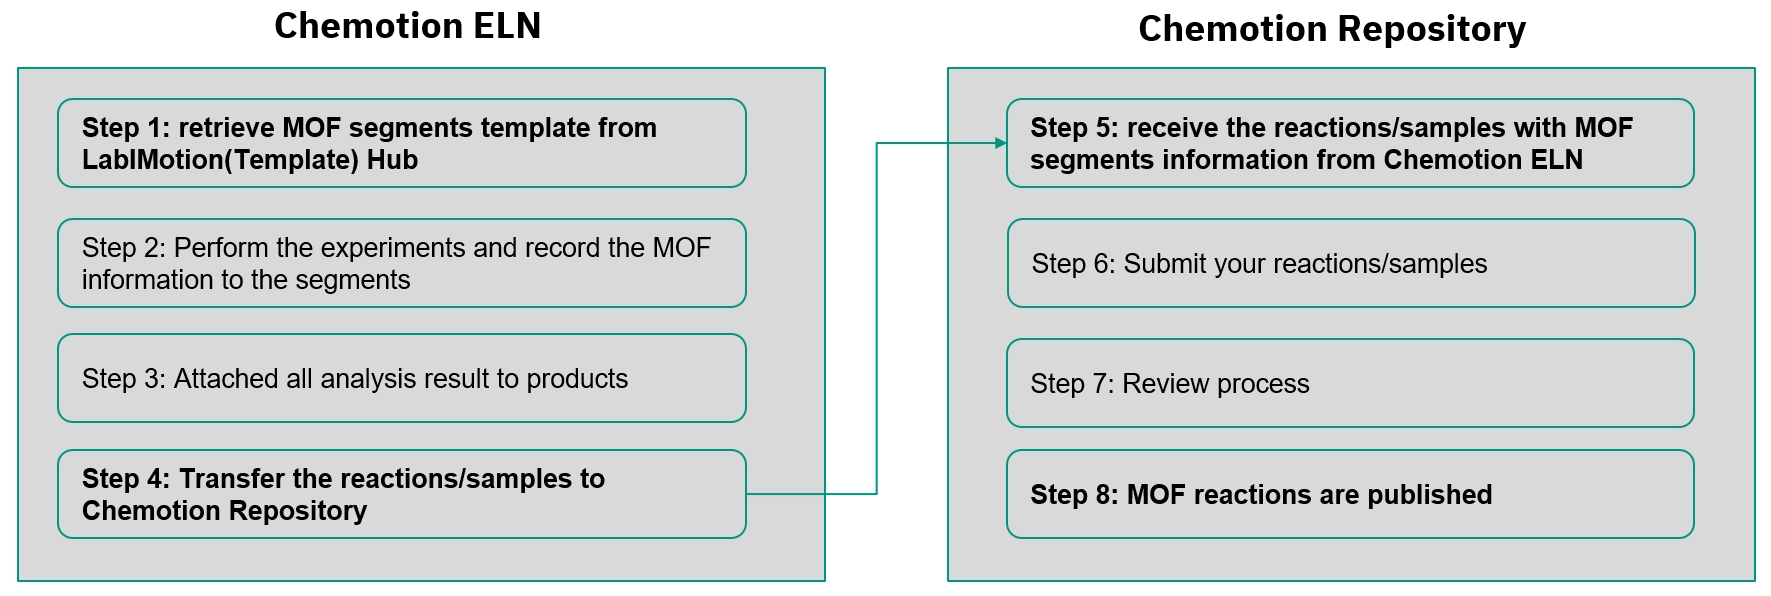 Chemotion ELN
Step 1: retrieve MOF segments template from
LabIMotion(Template) Hub
Step 2: Perform the experiments and record the MOF
information to the segments
Step 3: Attached all analysis result to products
Step 4: Transfer the reactions/samples to
Chemotion Repository
Chemotion Repository
Step 5: receive the reactions/samples with MOF
segments information from Chemotion ELN
Step 6: Submit your reactions/samples
Step 7: Review process
Step 8: MOF reactions are published